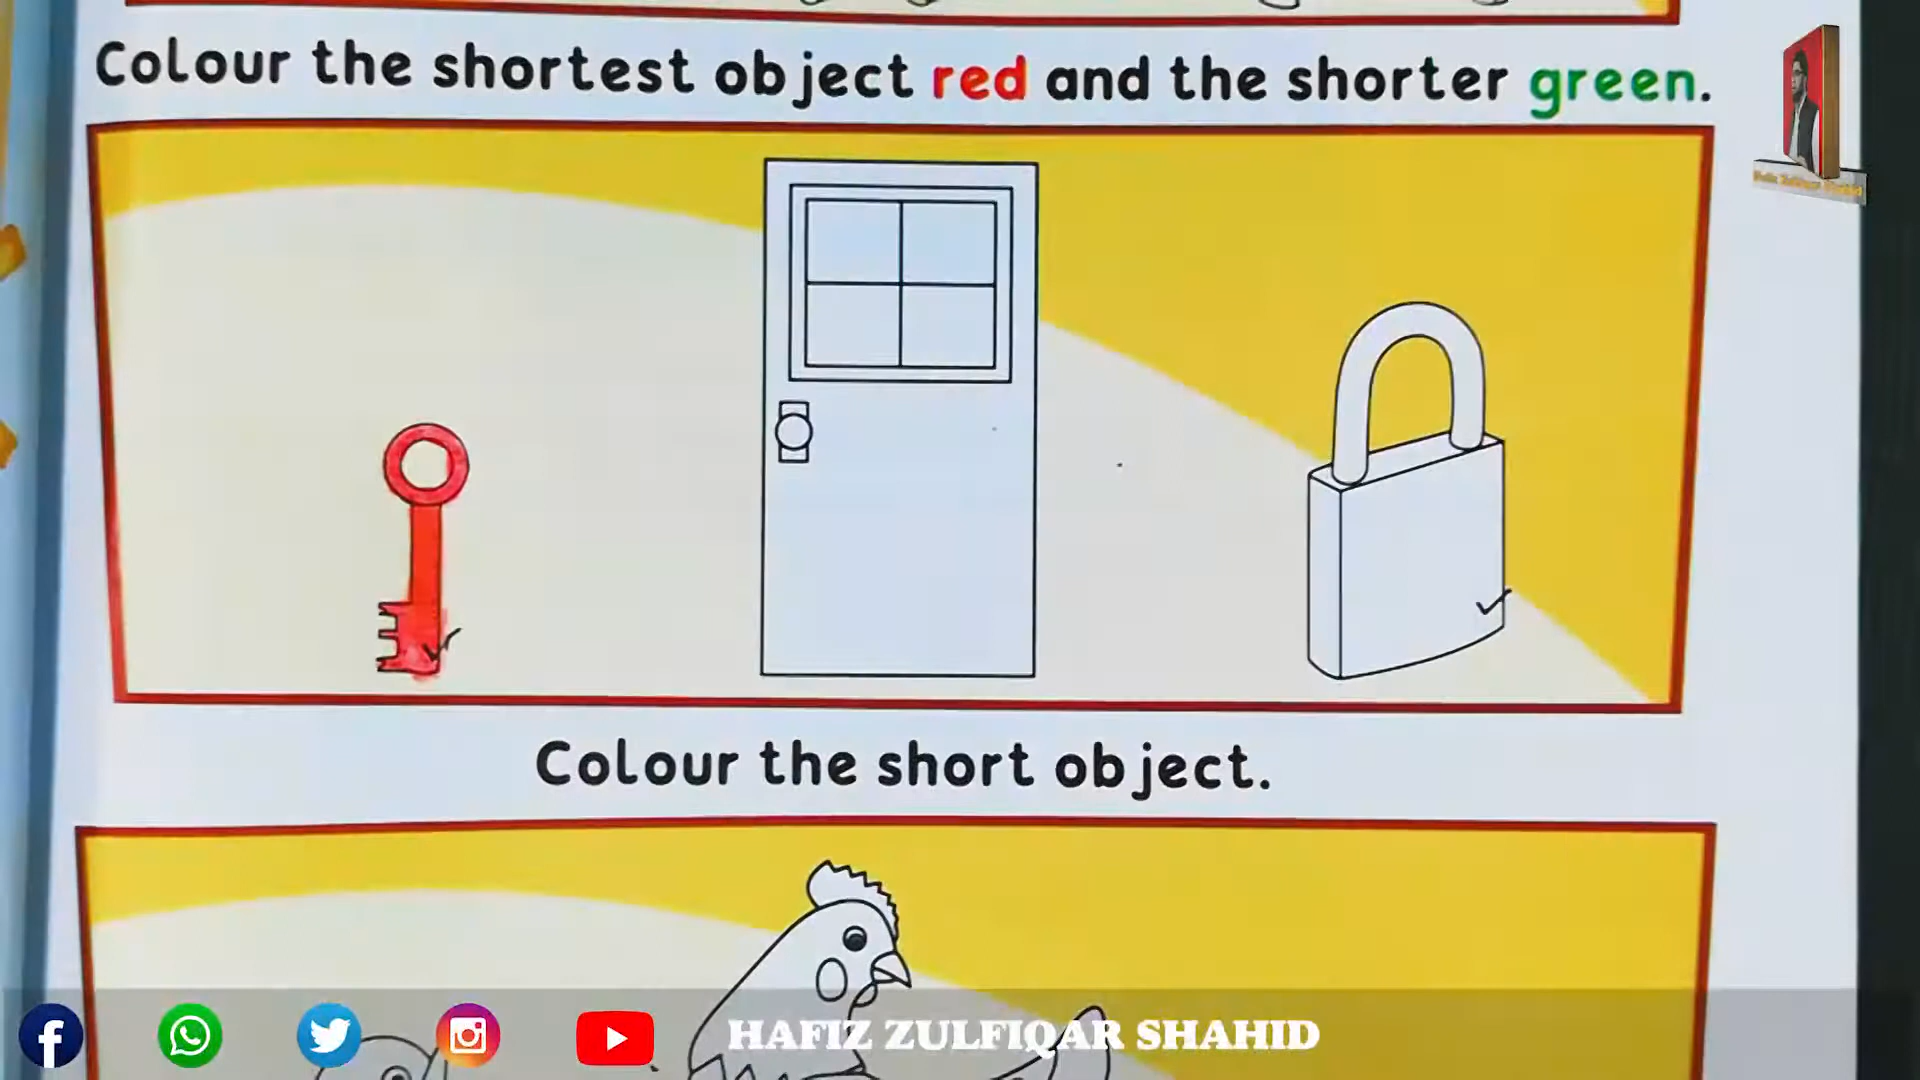 Colour the shortest object red and the shorter green.
Colour the short object.
HAFIZ ZULFIQAR SHAHID